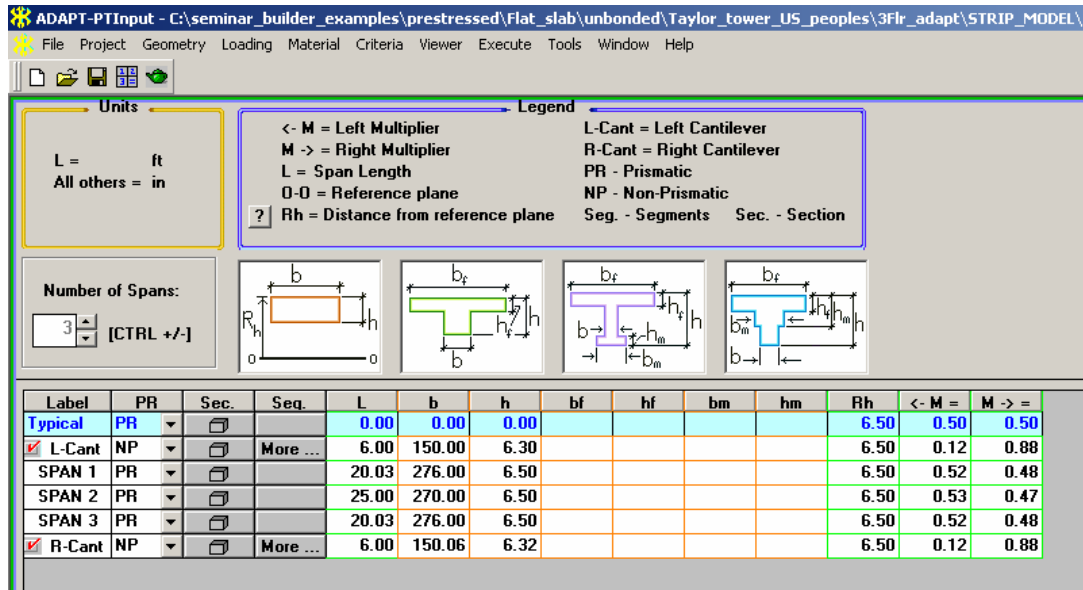 ADAPT-PTInput - C:\seminar_builder_examples\prestressed\Flat_slab\unbonded\Taylor_tower_US_peoples\3Flr_adapt\STRIP_MODEL\
File Project Geometry Loading Material Criteria Viewer Execute Tools Window Help
Units
L = ft
All others = in
Legend
<- M = Left Multiplier L-Cant = Left Cantilever
M -> = Right Multiplier R-Cant = Right Cantilever
L = Span Length PR - Prismatic
O-O = Reference plane NP - Non-Prismatic
? Rh = Distance from reference plane Seg. - Segments Sec. - Section
Number of Spans:
3 [CTRL +/-]
b Rh h o o
bf hf h b
bf hf h b hm bm
bf bm hf hm h b
Label PR Sec. Seg. L b h bf hf bm hm Rh <- M = M -> =
Typical PR 0.00 0.00 0.00 6.50 0.50 0.50
L-Cant NP More ... 6.00 150.00 6.30 6.50 0.12 0.88
SPAN 1 PR 20.03 276.00 6.50 6.50 0.52 0.48
SPAN 2 PR 25.00 270.00 6.50 6.50 0.53 0.47
SPAN 3 PR 20.03 276.00 6.50 6.50 0.52 0.48
R-Cant NP More ... 6.00 150.06 6.32 6.50 0.12 0.88